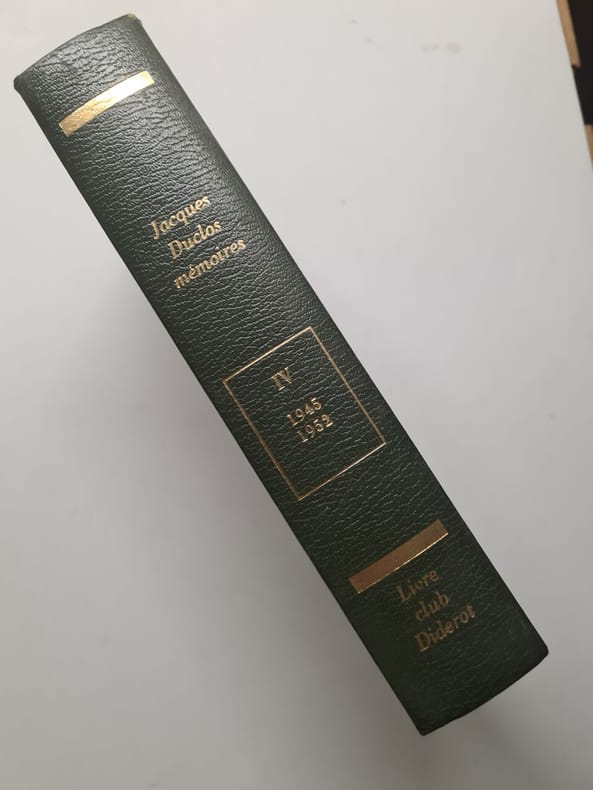 Jacques
Duclos
mémoires
IV
1945
1952
Livre
club
Diderot